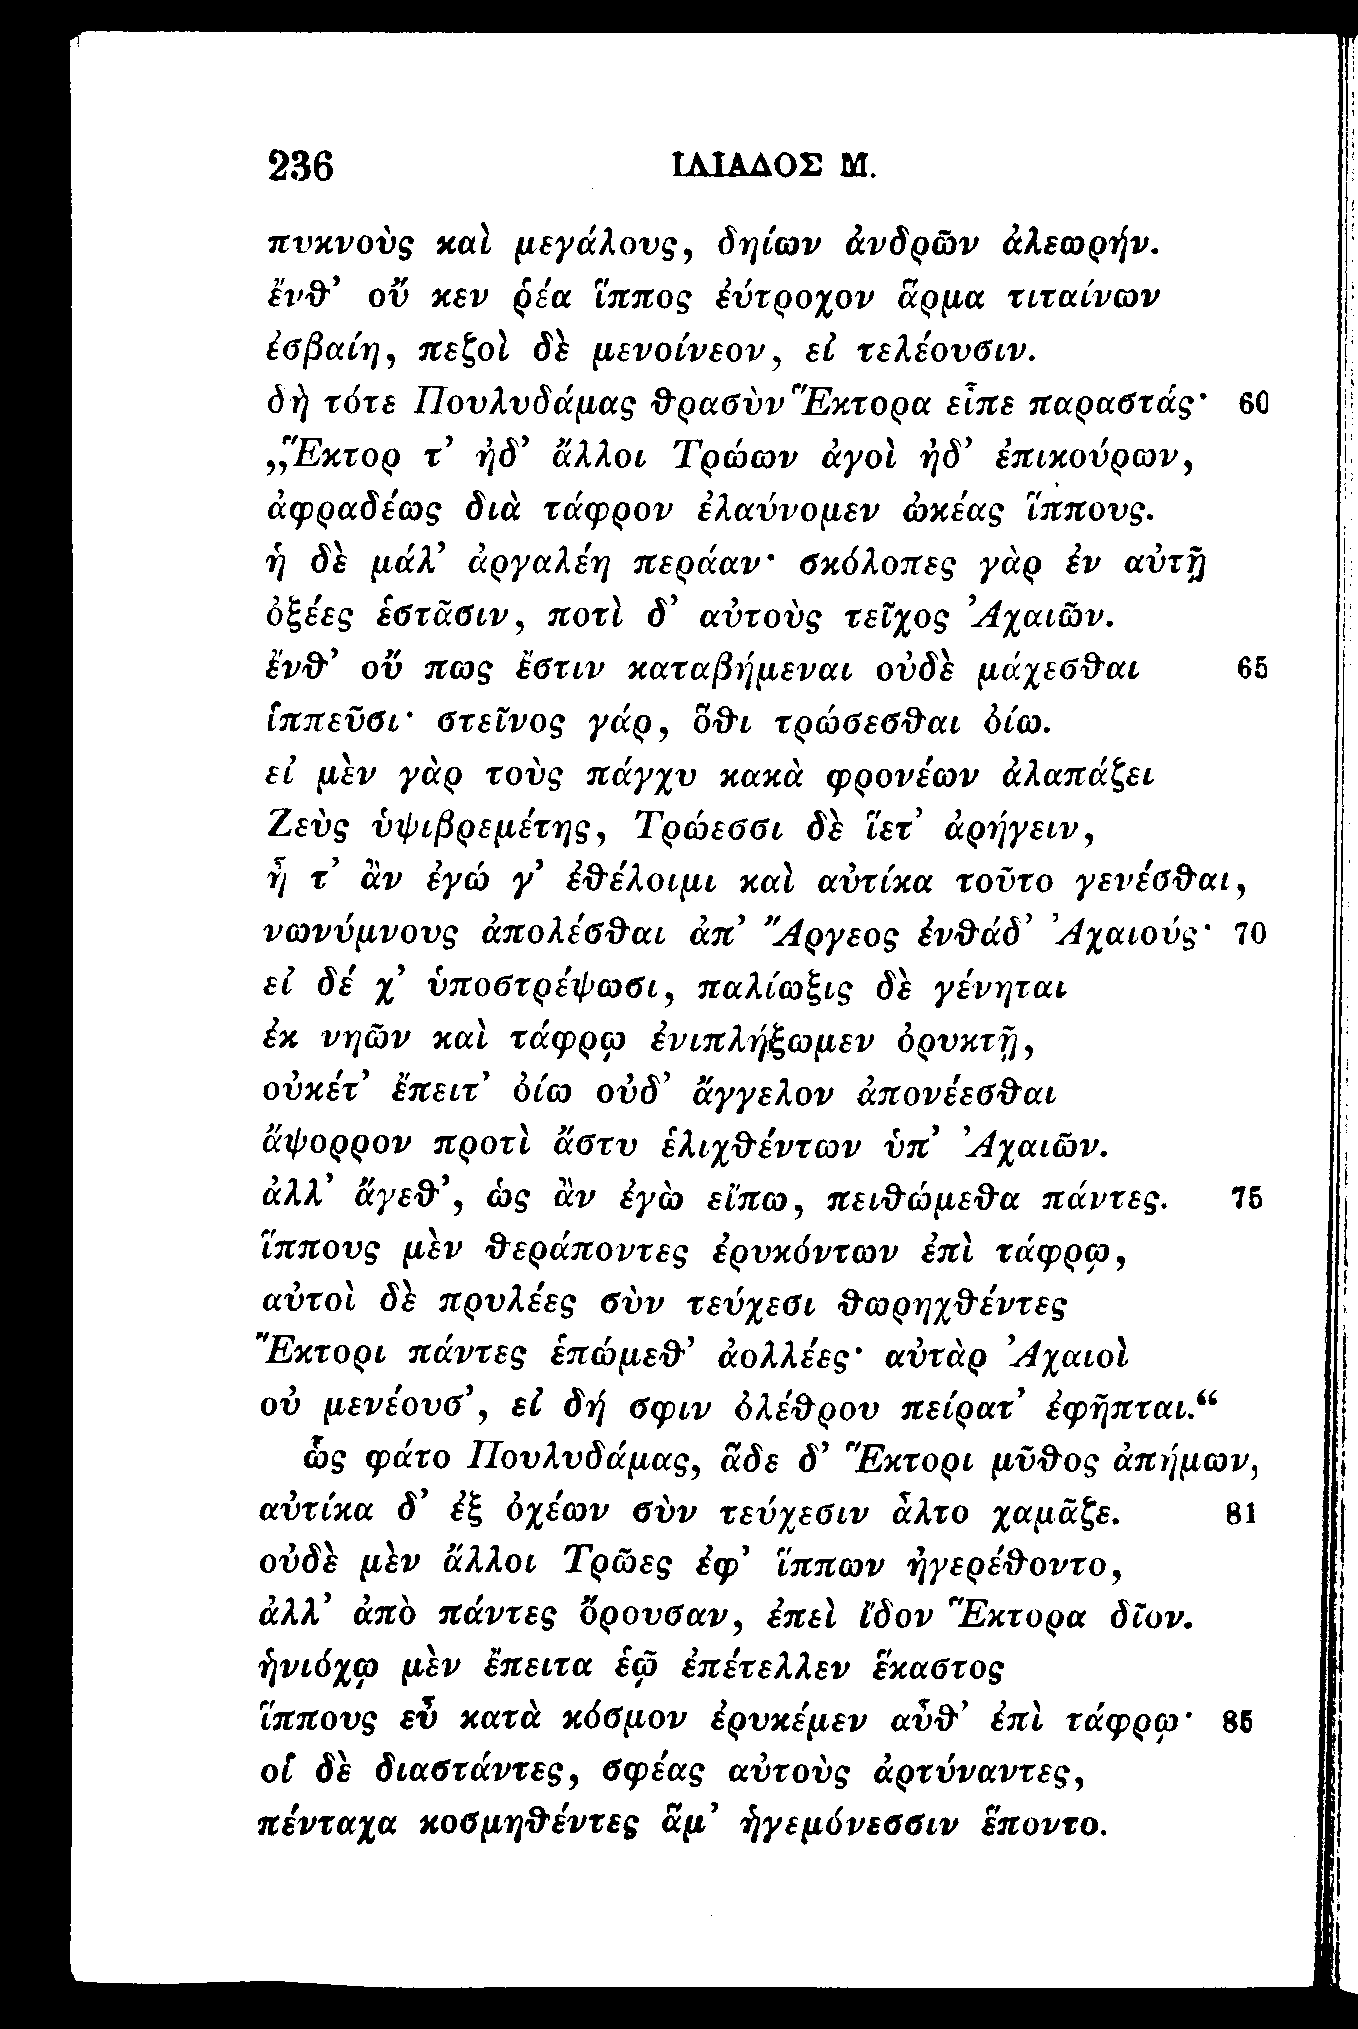 236 ΙΛΙΑΔΟΣ Μ.
πυκνοὺς καὶ μεγάλους, δηίων ἀνδρῶν ἀλεωρήν.
ἔνϑ’ οὔ κεν ῥέα ἵππος ἐύτροχον ἅρμα τιταίνων
ἐσβαίη, πεζοὶ δὲ μενοίνεον, εἰ τελέουσιν.
δὴ τότε Πουλυδάμας ϑρασὺν Ἕκτορα εἶπε παραστάς· 60
„Ἕκτορ τ’ ἠδ’ ἄλλοι Τρώων ἀγοὶ ἠδ’ ἐπικούρων,
ἀφραδέως διὰ τάφρον ἐλαύνομεν ὠκέας ἵππους.
ἡ δὲ μάλ’ ἀργαλέη περάαν· σκόλοπες γὰρ ἐν αὐτῇ
ὀξέες ἑστᾶσιν, ποτὶ δ’ αὐτοὺς τεῖχος Ἀχαιῶν.
ἔνϑ’ οὔ πως ἔστιν καταβήμεναι οὐδὲ μάχεσϑαι 65
ἱππεῦσι· στεῖνος γάρ, ὅϑι τρώσεσϑαι ὀίω.
εἰ μὲν γὰρ τοὺς πάγχυ κακὰ φρονέων ἀλαπάζει
Ζεὺς ὑψιβρεμέτης, Τρώεσσι δὲ ἵετ’ ἀρήγειν,
ἦ τ’ ἂν ἐγώ γ’ ἐϑέλοιμι καὶ αὐτίκα τοῦτο γενέσϑαι,
νωνύμνους ἀπολέσϑαι ἀπ’ Ἄργεος ἐνϑάδ’ Ἀχαιούς· 70
εἰ δέ χ’ ὑποστρέψωσι, παλίωξις δὲ γένηται
ἐκ νηῶν καὶ τάφρῳ ἐνιπλήξωμεν ὀρυκτῇ,
οὐκέτ’ ἔπειτ’ ὀίω οὐδ’ ἄγγελον ἀπονέεσϑαι
ἄψορρον προτὶ ἄστυ ἑλιχϑέντων ὑπ’ Ἀχαιῶν.
ἀλλ’ ἄγεϑ’, ὡς ἂν ἐγὼ εἴπω, πειϑώμεϑα πάντες. 75
ἵππους μὲν ϑεράποντες ἐρυκόντων ἐπὶ τάφρῳ,
αὐτοὶ δὲ πρυλέες σὺν τεύχεσι ϑωρηχϑέντες
Ἕκτορι πάντες ἑπώμεϑ’ ἀολλέες· αὐτὰρ Ἀχαιοὶ
οὐ μενέουσ’, εἰ δή σφιν ὀλέϑρου πείρατ’ ἐφῆπται.“
ὣς φάτο Πουλυδάμας, ἅδε δ’ Ἕκτορι μῦϑος ἀπήμων,
αὐτίκα δ’ ἐξ ὀχέων σὺν τεύχεσιν ἆλτο χαμᾶζε. 81
οὐδὲ μὲν ἄλλοι Τρῶες ἐφ’ ἵππων ἠγερέϑοντο,
ἀλλ’ ἀπὸ πάντες ὄρουσαν, ἐπεὶ ἴδον Ἕκτορα δῖον.
ἡνιόχῳ μὲν ἔπειτα ἑῷ ἐπέτελλεν ἕκαστος
ἵππους εὖ κατὰ κόσμον ἐρυκέμεν αὖϑ’ ἐπὶ τάφρῳ· 85
οἳ δὲ διαστάντες, σφέας αὐτοὺς ἀρτύναντες,
πένταχα κοσμηϑέντες ἅμ’ ἡγεμόνεσσιν ἕποντο.